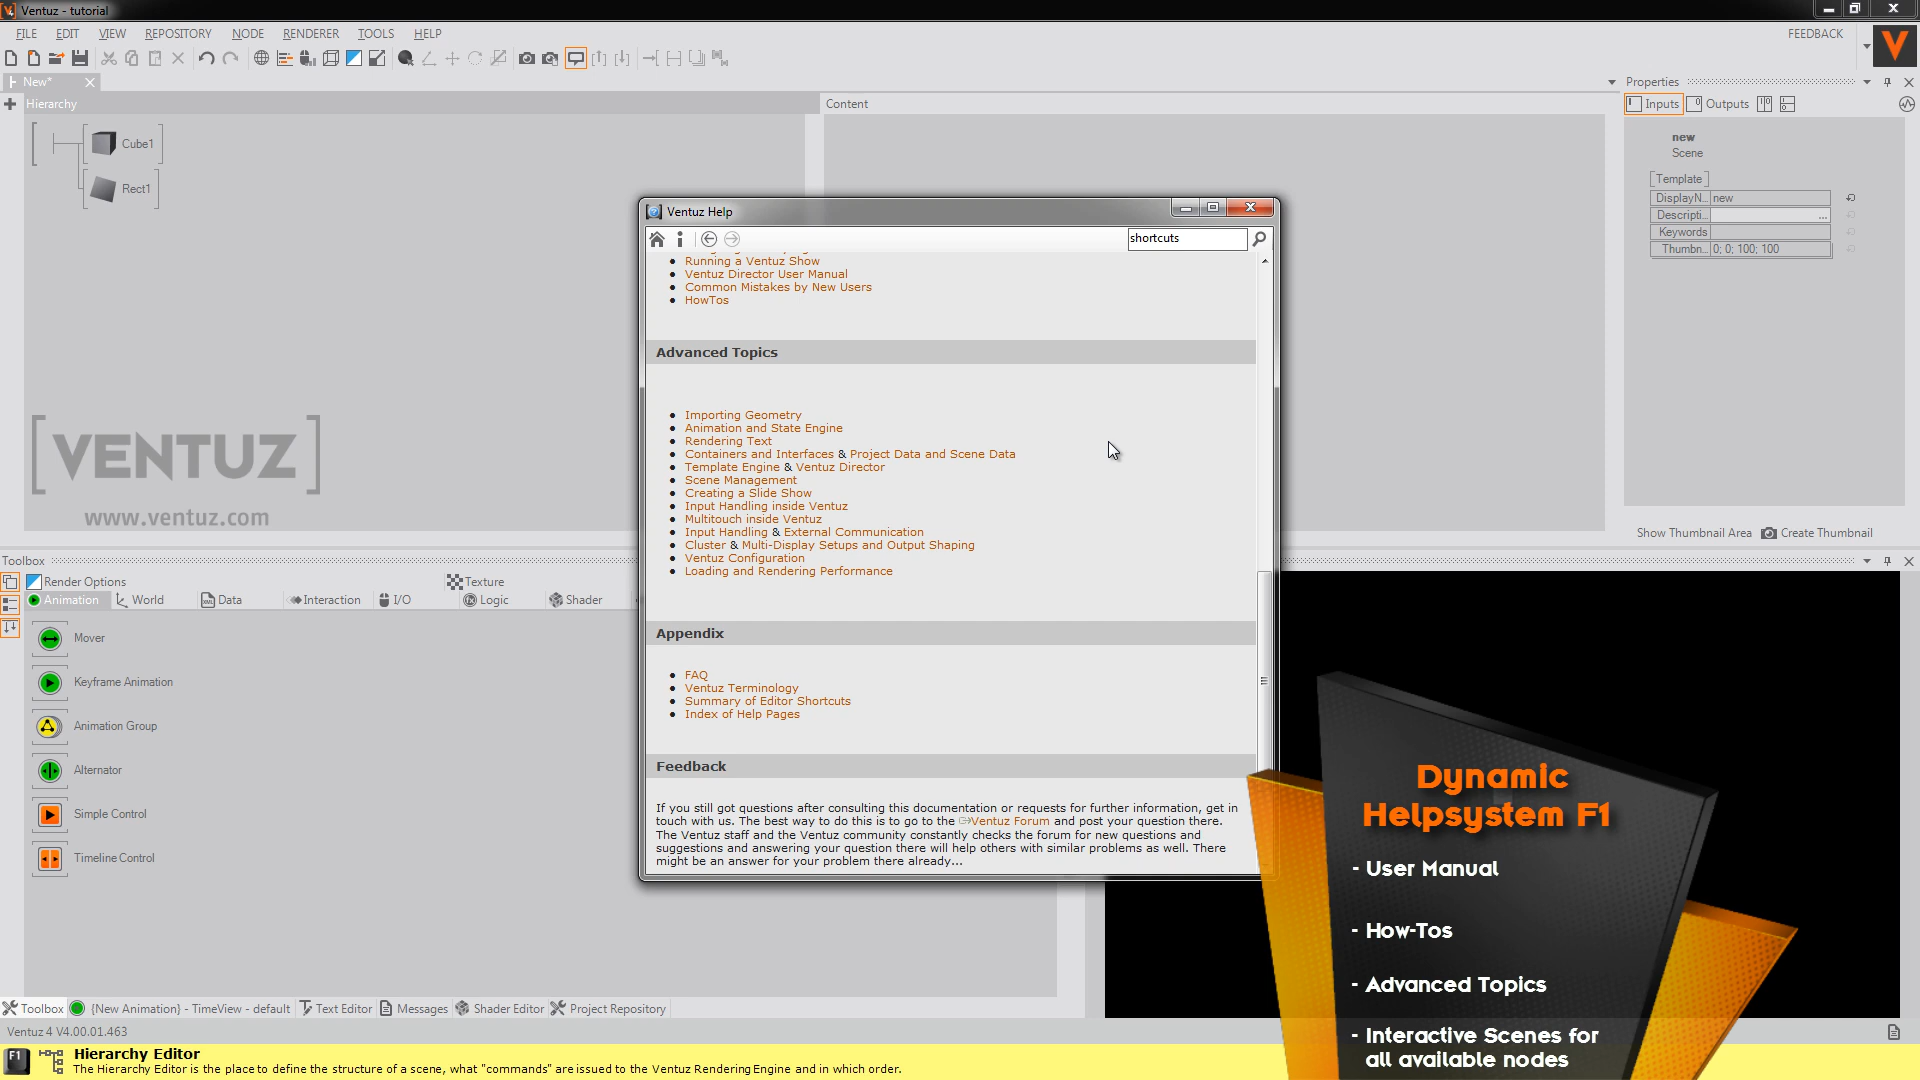 Ventuz - tutorial
FILE EDIT VIEW REPOSITORY NODE RENDERER TOOLS HELP
FEEDBACK
New*
Hierarchy
Content
Cube1
Rect1
[VENTUZ]
www.ventuz.com
Properties
Inputs Outputs
new
Scene
[Template]
DisplayN... new
Descripti... ...
Keywords
Thumbn... 0; 0; 100; 100
Show Thumbnail Area Create Thumbnail
Ventuz Help
shortcuts
Running a Ventuz Show
Ventuz Director User Manual
Common Mistakes by New Users
HowTos
Advanced Topics
Importing Geometry
Animation and State Engine
Rendering Text
Containers and Interfaces & Project Data and Scene Data
Template Engine & Ventuz Director
Scene Management
Creating a Slide Show
Input Handling inside Ventuz
Multitouch inside Ventuz
Input Handling & External Communication
Cluster & Multi-Display Setups and Output Shaping
Ventuz Configuration
Loading and Rendering Performance
Appendix
FAQ
Ventuz Terminology
Summary of Editor Shortcuts
Index of Help Pages
Feedback
If you still got questions after consulting this documentation or requests for further information, get in
touch with us. The best way to do this is to go to the Ventuz Forum and post your question there.
The Ventuz staff and the Ventuz community constantly checks the forum for new questions and
suggestions and answering your question there will help others with similar problems as well. There
might be an answer for your problem there already...
Toolbox
Render Options
Texture
Animation World Data Interaction I/O Logic Shader
Mover
Keyframe Animation
Animation Group
Alternator
Simple Control
Timeline Control
Dynamic
Helpsystem F1
- User Manual
- How-Tos
- Advanced Topics
- Interactive Scenes for
all available nodes
Toolbox {New Animation} - TimeView - default Text Editor Messages Shader Editor Project Repository
Ventuz 4 V4.00.01.463
F1
Hierarchy Editor
The Hierarchy Editor is the place to define the structure of a scene, what "commands" are issued to the Ventuz Rendering Engine and in which order.